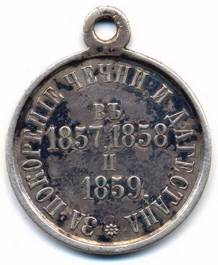 ЗА ПОКОРЕНІЕ ЧЕЧНИ И ДАГЕСТАНА
ВЪ
1857, 1858
И
1859.